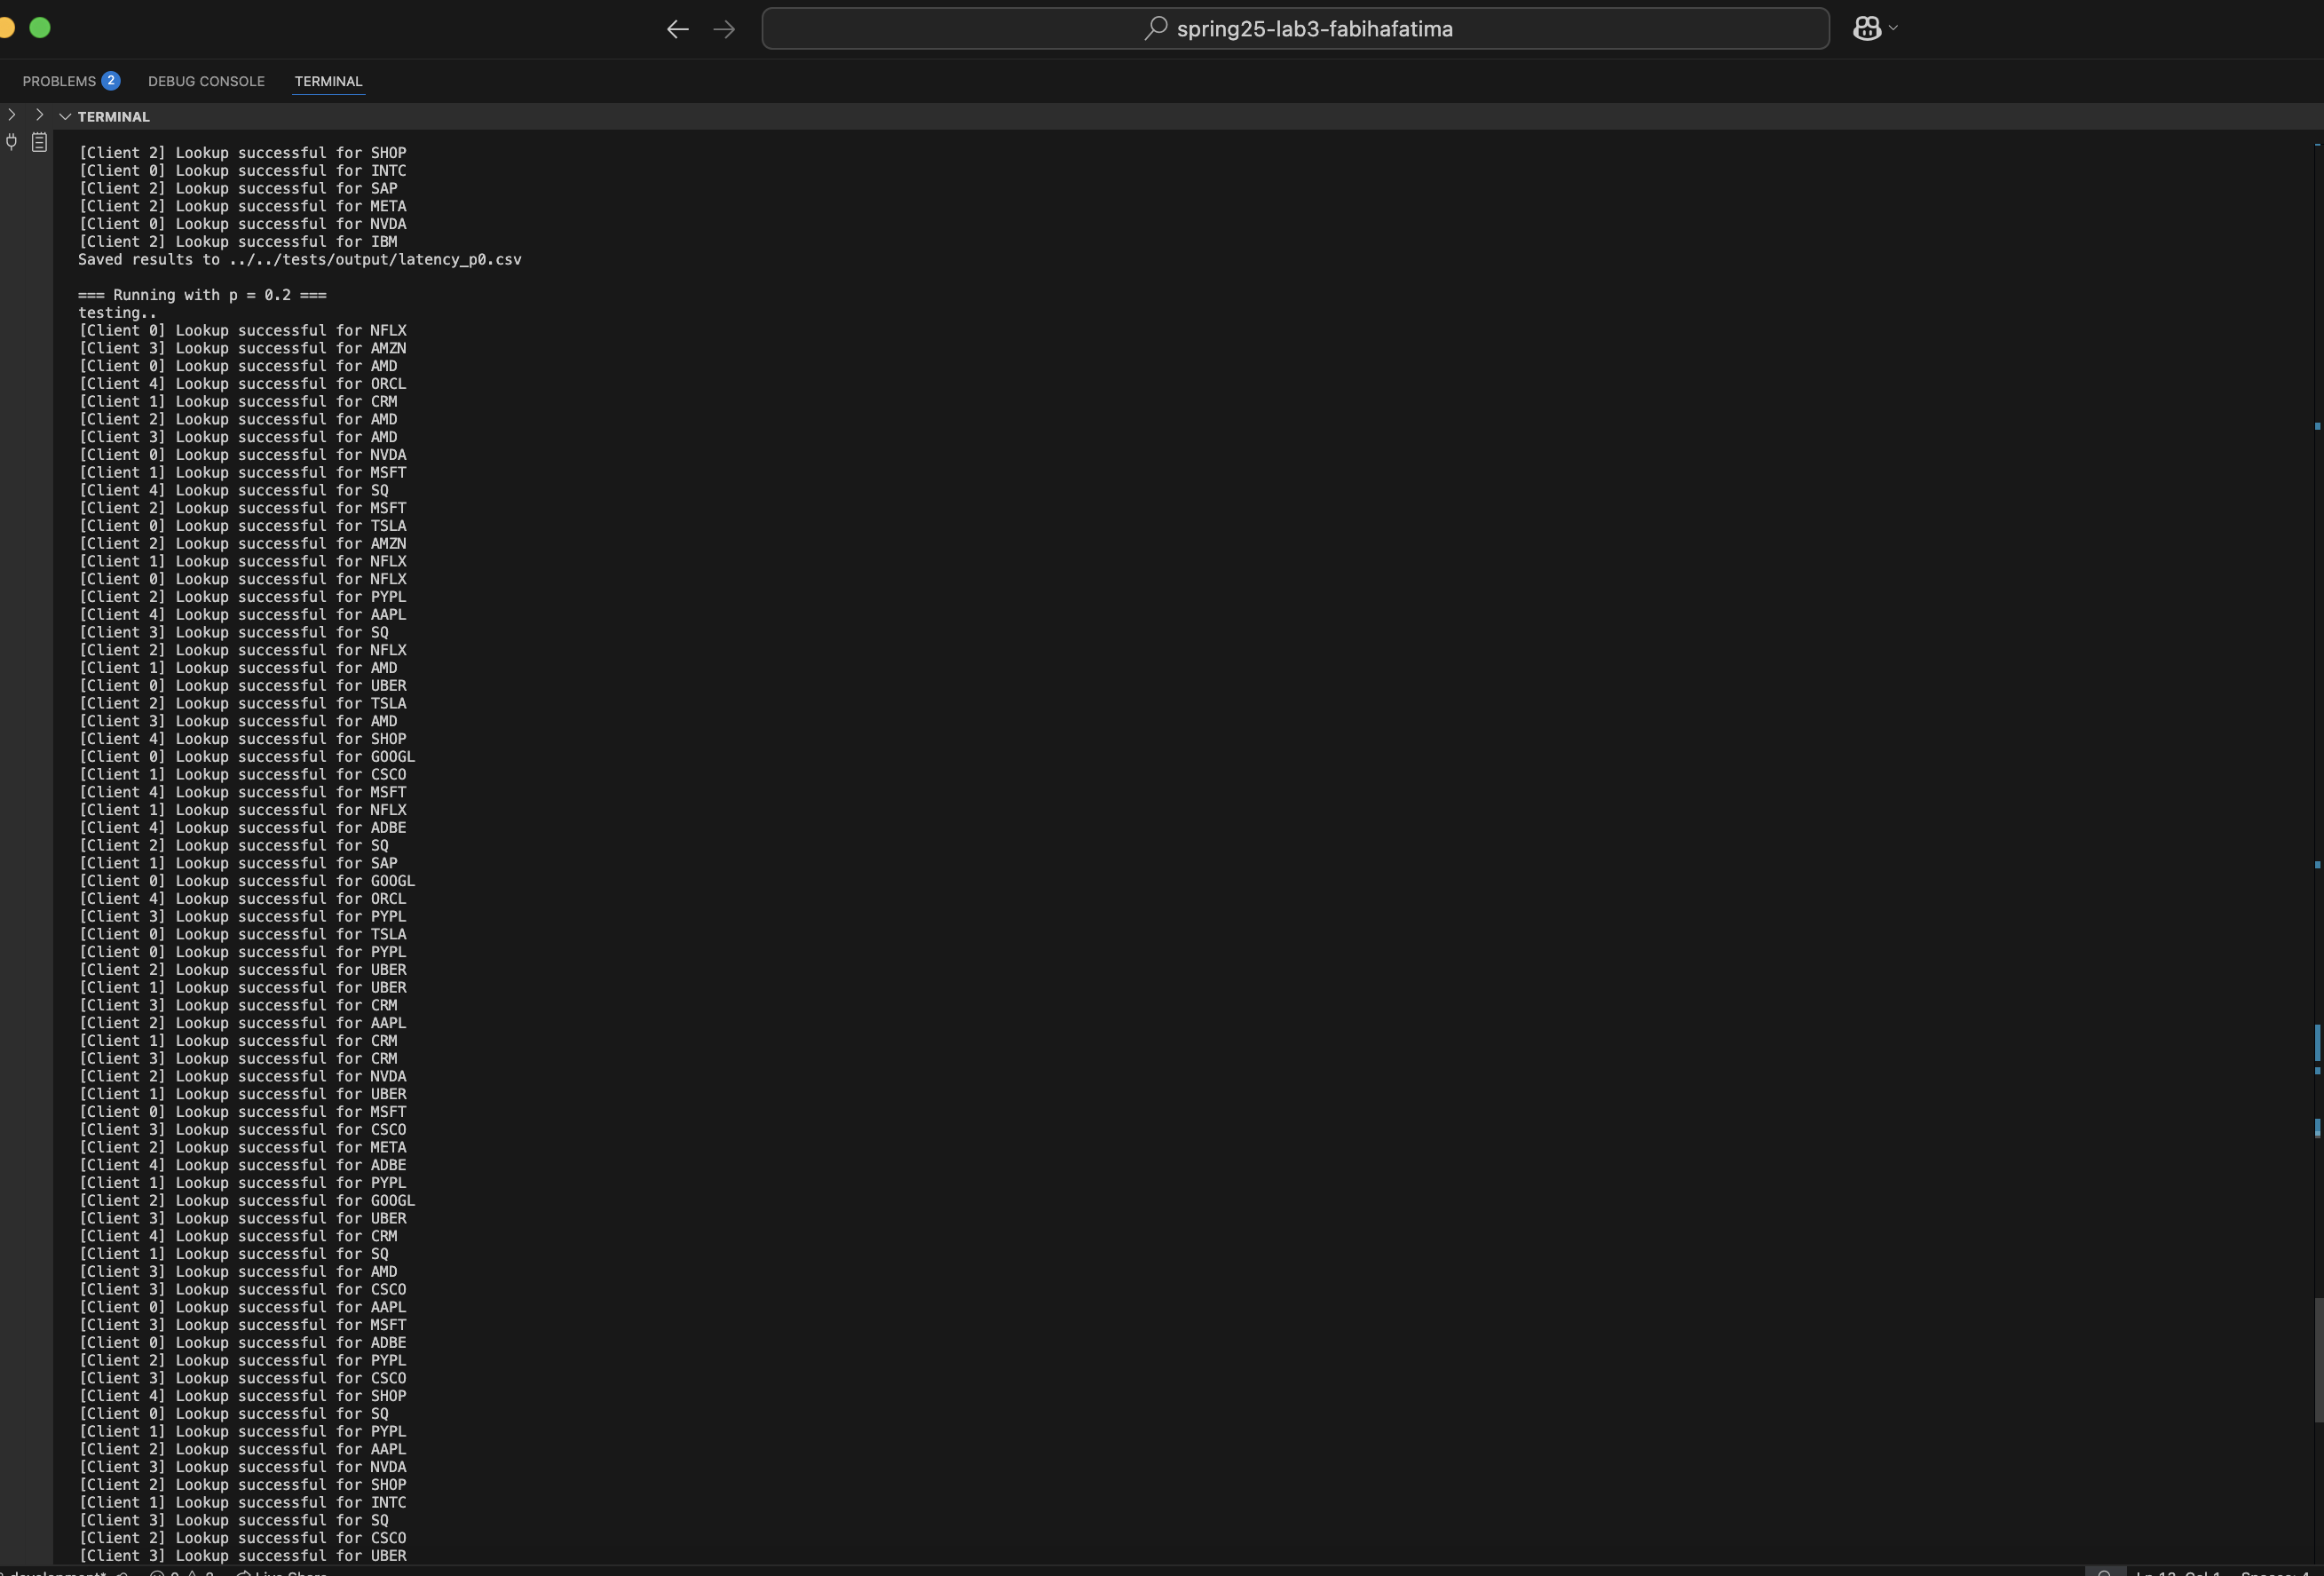 spring25-lab3-fabihafatima
PROBLEMS 2 DEBUG CONSOLE TERMINAL
TERMINAL
[Client 2] Lookup successful for SHOP
[Client 0] Lookup successful for INTC
[Client 2] Lookup successful for SAP
[Client 2] Lookup successful for META
[Client 0] Lookup successful for NVDA
[Client 2] Lookup successful for IBM
Saved results to ../../tests/output/latency_p0.csv
=== Running with p = 0.2 ===
testing..
[Client 0] Lookup successful for NFLX
[Client 3] Lookup successful for AMZN
[Client 0] Lookup successful for AMD
[Client 4] Lookup successful for ORCL
[Client 1] Lookup successful for CRM
[Client 2] Lookup successful for AMD
[Client 3] Lookup successful for AMD
[Client 0] Lookup successful for NVDA
[Client 1] Lookup successful for MSFT
[Client 4] Lookup successful for SQ
[Client 2] Lookup successful for MSFT
[Client 0] Lookup successful for TSLA
[Client 2] Lookup successful for AMZN
[Client 1] Lookup successful for NFLX
[Client 0] Lookup successful for NFLX
[Client 2] Lookup successful for PYPL
[Client 4] Lookup successful for AAPL
[Client 3] Lookup successful for SQ
[Client 2] Lookup successful for NFLX
[Client 1] Lookup successful for AMD
[Client 0] Lookup successful for UBER
[Client 2] Lookup successful for TSLA
[Client 3] Lookup successful for AMD
[Client 4] Lookup successful for SHOP
[Client 0] Lookup successful for GOOGL
[Client 1] Lookup successful for CSCO
[Client 4] Lookup successful for MSFT
[Client 1] Lookup successful for NFLX
[Client 4] Lookup successful for ADBE
[Client 2] Lookup successful for SQ
[Client 1] Lookup successful for SAP
[Client 0] Lookup successful for GOOGL
[Client 4] Lookup successful for ORCL
[Client 3] Lookup successful for PYPL
[Client 0] Lookup successful for TSLA
[Client 0] Lookup successful for PYPL
[Client 2] Lookup successful for UBER
[Client 1] Lookup successful for UBER
[Client 3] Lookup successful for CRM
[Client 2] Lookup successful for AAPL
[Client 1] Lookup successful for CRM
[Client 3] Lookup successful for CRM
[Client 2] Lookup successful for NVDA
[Client 1] Lookup successful for UBER
[Client 0] Lookup successful for MSFT
[Client 3] Lookup successful for CSCO
[Client 2] Lookup successful for META
[Client 4] Lookup successful for ADBE
[Client 1] Lookup successful for PYPL
[Client 2] Lookup successful for GOOGL
[Client 3] Lookup successful for UBER
[Client 4] Lookup successful for CRM
[Client 1] Lookup successful for SQ
[Client 3] Lookup successful for AMD
[Client 3] Lookup successful for CSCO
[Client 0] Lookup successful for AAPL
[Client 3] Lookup successful for MSFT
[Client 0] Lookup successful for ADBE
[Client 2] Lookup successful for PYPL
[Client 3] Lookup successful for CSCO
[Client 4] Lookup successful for SHOP
[Client 0] Lookup successful for SQ
[Client 1] Lookup successful for PYPL
[Client 2] Lookup successful for AAPL
[Client 3] Lookup successful for NVDA
[Client 2] Lookup successful for SHOP
[Client 1] Lookup successful for INTC
[Client 3] Lookup successful for SQ
[Client 2] Lookup successful for CSCO
[Client 3] Lookup successful for UBER